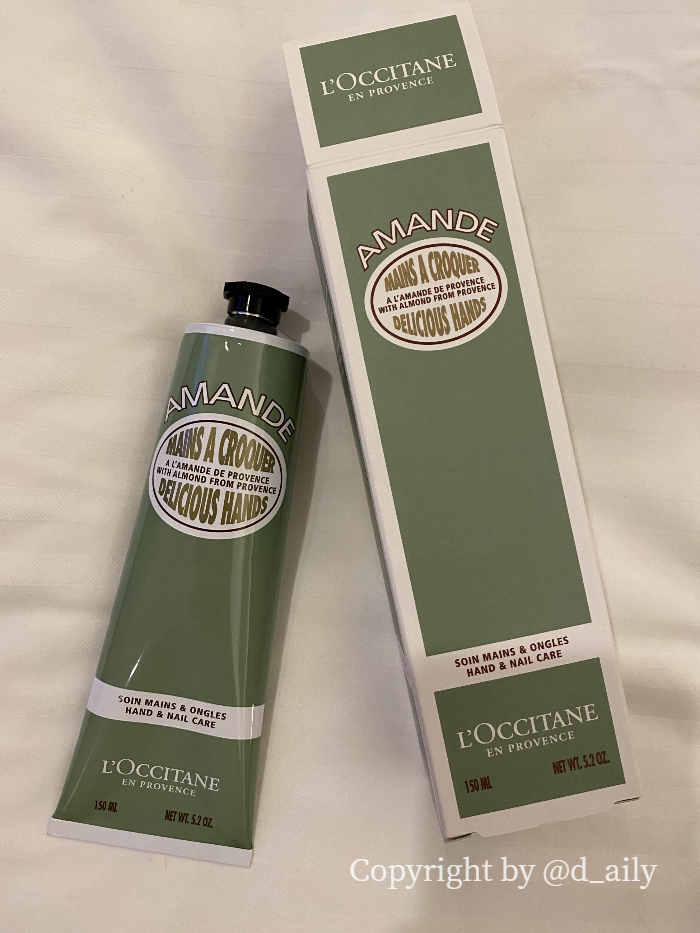 L'OCCITANE
EN PROVENCE
AMANDE
MAINS A CROQUER
A L'AMANDE DE PROVENCE
WITH ALMOND FROM PROVENCE
DELICIOUS HANDS
SOIN MAINS & ONGLES
HAND & NAIL CARE
L'OCCITANE
EN PROVENCE
150 ML
NET WT. 5.2 OZ.
AMANDE
MAINS A CROQUER
A L'AMANDE DE PROVENCE
WITH ALMOND FROM PROVENCE
DELICIOUS HANDS
SOIN MAINS & ONGLES
HAND & NAIL CARE
L'OCCITANE
EN PROVENCE
150 ML
NET WT. 5.2 OZ.
Copyright by @d_aily